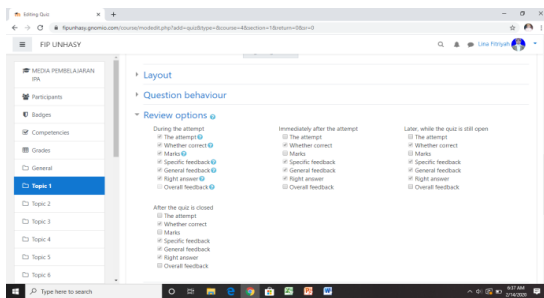 Editing Quiz
fipunhasy.gnomio.com/course/modedit.php?add=quiz&type=&course=4&section=1&return=0&sr=0
FIP UNHASY
Lina Fitriyah
MEDIA PEMBELAJARAN IPA
Participants
Badges
Competencies
Grades
General
Topic 1
Topic 2
Topic 3
Topic 4
Topic 5
Topic 6
Layout
Question behaviour
Review options
During the attempt
The attempt
Whether correct
Marks
Specific feedback
General feedback
Right answer
Overall feedback
Immediately after the attempt
The attempt
Whether correct
Marks
Specific feedback
General feedback
Right answer
Overall feedback
Later, while the quiz is still open
The attempt
Whether correct
Marks
Specific feedback
General feedback
Right answer
Overall feedback
After the quiz is closed
The attempt
Whether correct
Marks
Specific feedback
General feedback
Right answer
Overall feedback
Type here to search
6:37 AM
2/14/2020